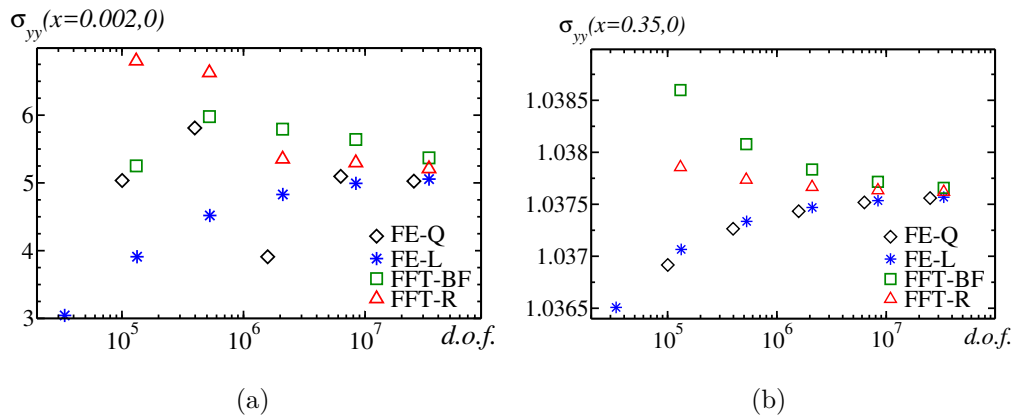 σyy(x=0.002,0)
6
5
4
3
10^5
10^6
10^7
d.o.f.
FE-Q
FE-L
FFT-BF
FFT-R
(a)
σyy(x=0.35,0)
1.0385
1.038
1.0375
1.037
1.0365
10^5
10^6
10^7
d.o.f.
FE-Q
FE-L
FFT-BF
FFT-R
(b)